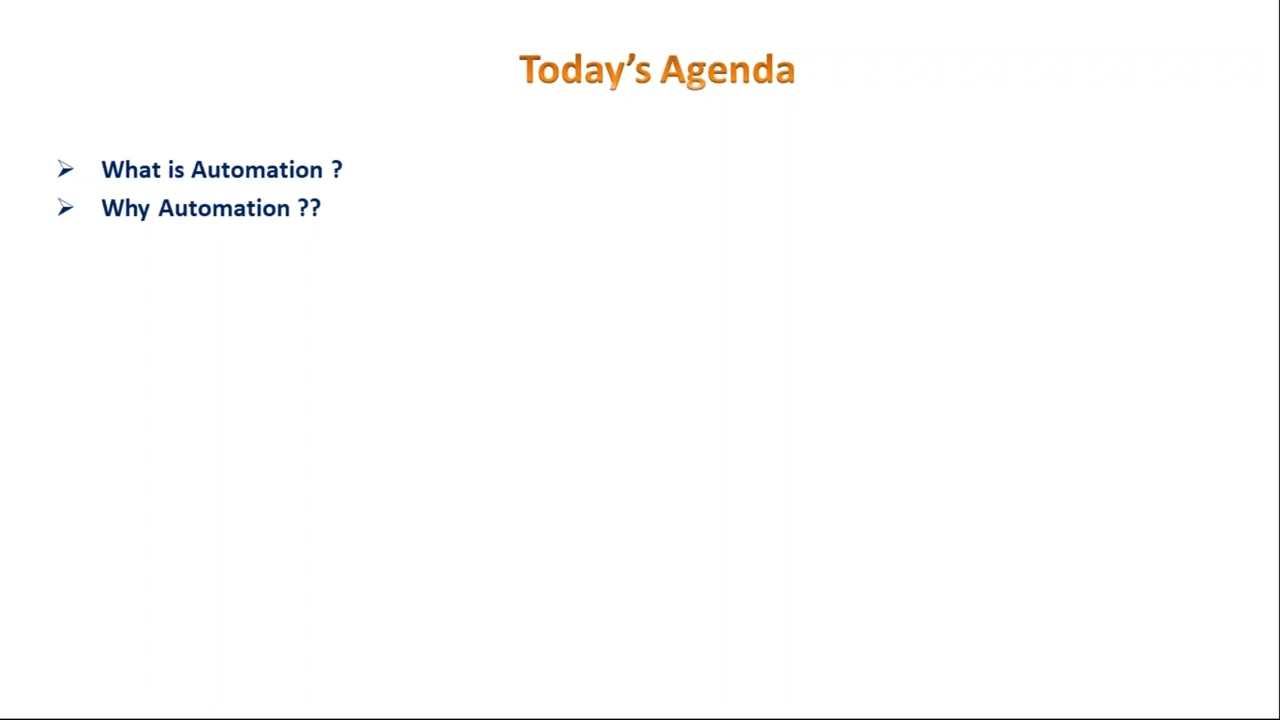 Today’s Agenda
➢ What is Automation ?
➢ Why Automation ??